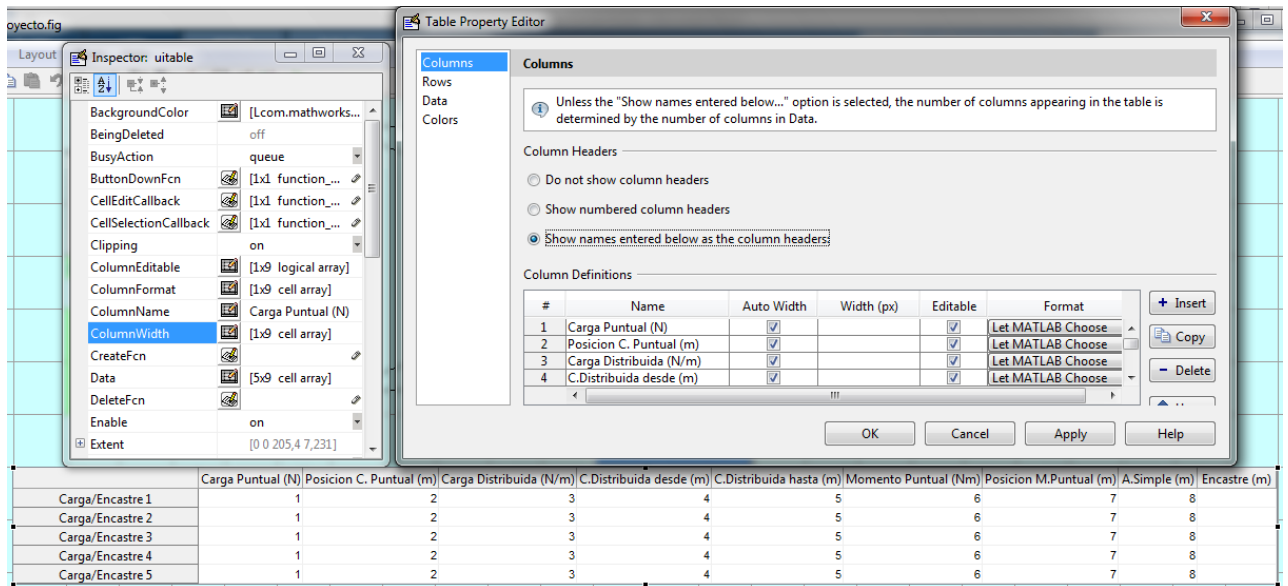 oyecto.fig
Layout
Inspector: uitable
BackgroundColor [Lcom.mathworks...
BeingDeleted off
BusyAction queue
ButtonDownFcn [1x1 function_...
CellEditCallback [1x1 function_...
CellSelectionCallback [1x1 function_...
Clipping on
ColumnEditable [1x9 logical array]
ColumnFormat [1x9 cell array]
ColumnName Carga Puntual (N)
ColumnWidth [1x9 cell array]
CreateFcn
Data [5x9 cell array]
DeleteFcn
Enable on
Extent [0 0 205,4 7,231]
Table Property Editor
Columns
Rows
Data
Colors
Columns
Unless the "Show names entered below..." option is selected, the number of columns appearing in the table is
determined by the number of columns in Data.
Column Headers
Do not show column headers
Show numbered column headers
Show names entered below as the column headers
Column Definitions
# Name Auto Width Width (px) Editable Format
1 Carga Puntual (N) Let MATLAB Choose
2 Posicion C. Puntual (m) Let MATLAB Choose
3 Carga Distribuida (N/m) Let MATLAB Choose
4 C.Distribuida desde (m) Let MATLAB Choose
+ Insert
Copy
- Delete
OK Cancel Apply Help
Carga Puntual (N) Posicion C. Puntual (m) Carga Distribuida (N/m) C.Distribuida desde (m) C.Distribuida hasta (m) Momento Puntual (Nm) Posicion M.Puntual (m) A.Simple (m) Encastre (m)
Carga/Encastre 1 1 2 3 4 5 6 7 8
Carga/Encastre 2 1 2 3 4 5 6 7 8
Carga/Encastre 3 1 2 3 4 5 6 7 8
Carga/Encastre 4 1 2 3 4 5 6 7 8
Carga/Encastre 5 1 2 3 4 5 6 7 8